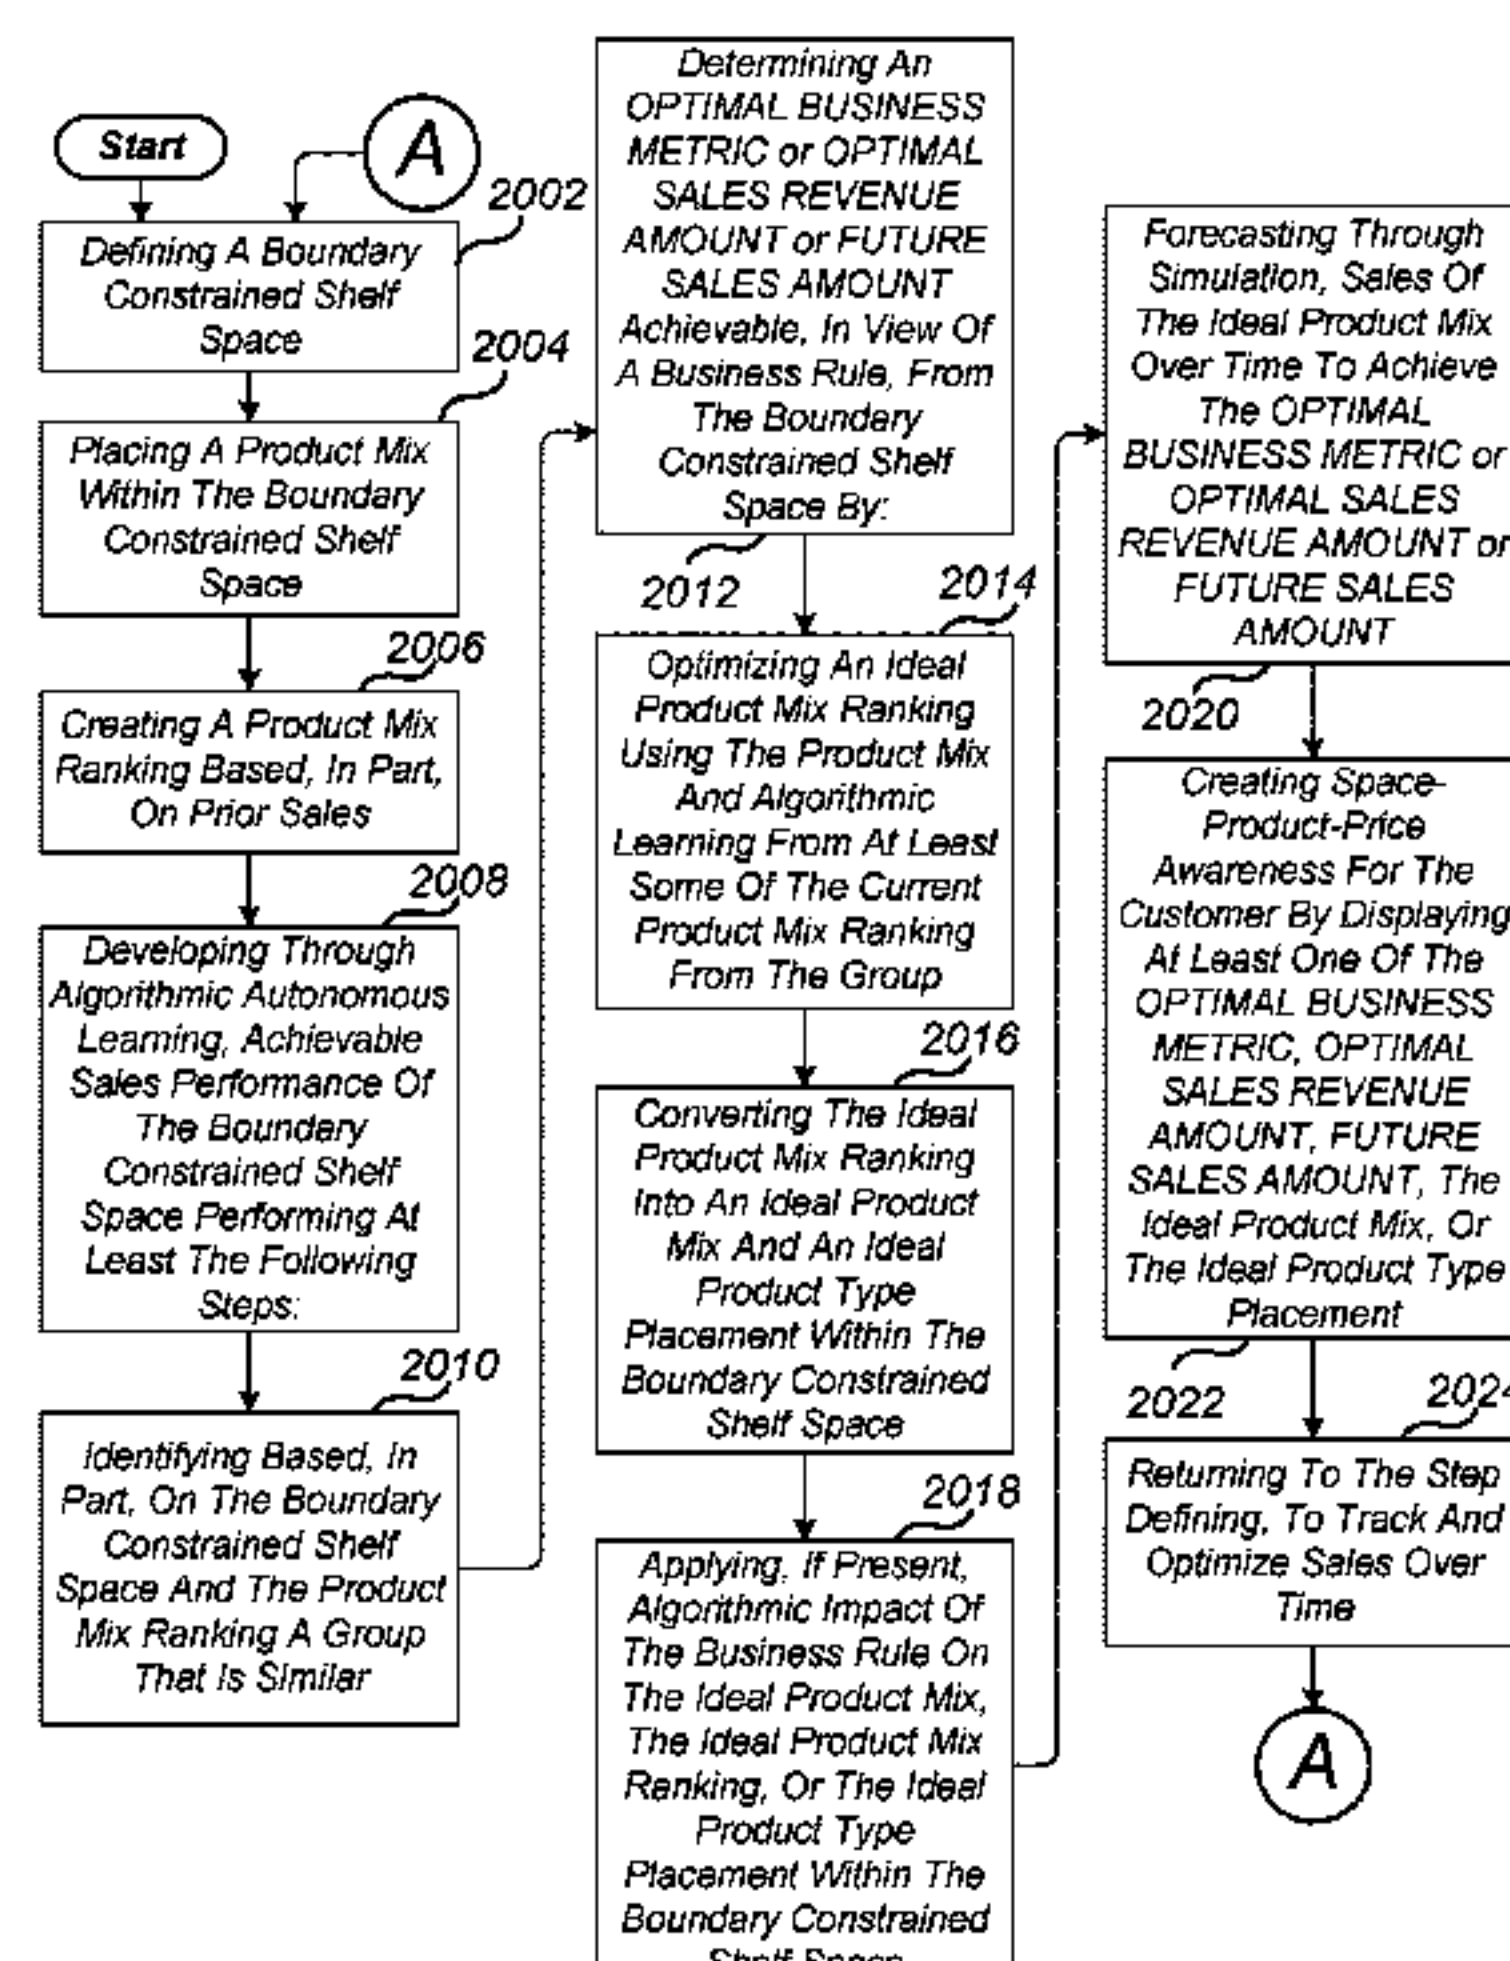 Start
A
2002
Defining A Boundary
Constrained Shelf
Space
2004
Placing A Product Mix
Within The Boundary
Constrained Shelf
Space
2006
Creating A Product Mix
Ranking Based, In Part,
On Prior Sales
2008
Developing Through
Algorithmic Autonomous
Learning, Achievable
Sales Performance Of
The Boundary
Constrained Shelf
Space Performing At
Least The Following
Steps:
2010
Identifying Based, In
Part, On The Boundary
Constrained Shelf
Space And The Product
Mix Ranking A Group
That Is Similar
Determining An
OPTIMAL BUSINESS
METRIC or OPTIMAL
SALES REVENUE
AMOUNT or FUTURE
SALES AMOUNT
Achievable, In View Of
A Business Rule, From
The Boundary
Constrained Shelf
Space By:
2012
2014
Optimizing An Ideal
Product Mix Ranking
Using The Product Mix
And Algorithmic
Learning From At Least
Some Of The Current
Product Mix Ranking
From The Group
2016
Converting The Ideal
Product Mix Ranking
Into An Ideal Product
Mix And An Ideal
Product Type
Placement Within The
Boundary Constrained
Shelf Space
2018
Applying, If Present,
Algorithmic Impact Of
The Business Rule On
The Ideal Product Mix,
The Ideal Product Mix
Ranking, Or The Ideal
Product Type
Placement Within The
Boundary Constrained
Shelf Space
Forecasting Through
Simulation, Sales Of
The Ideal Product Mix
Over Time To Achieve
The OPTIMAL
BUSINESS METRIC or
OPTIMAL SALES
REVENUE AMOUNT or
FUTURE SALES
AMOUNT
2020
Creating Space-
Product-Price
Awareness For The
Customer By Displaying
At Least One Of The
OPTIMAL BUSINESS
METRIC, OPTIMAL
SALES REVENUE
AMOUNT, FUTURE
SALES AMOUNT, The
Ideal Product Mix, Or
The Ideal Product Type
Placement
2022
2024
Returning To The Step
Defining, To Track And
Optimize Sales Over
Time
A